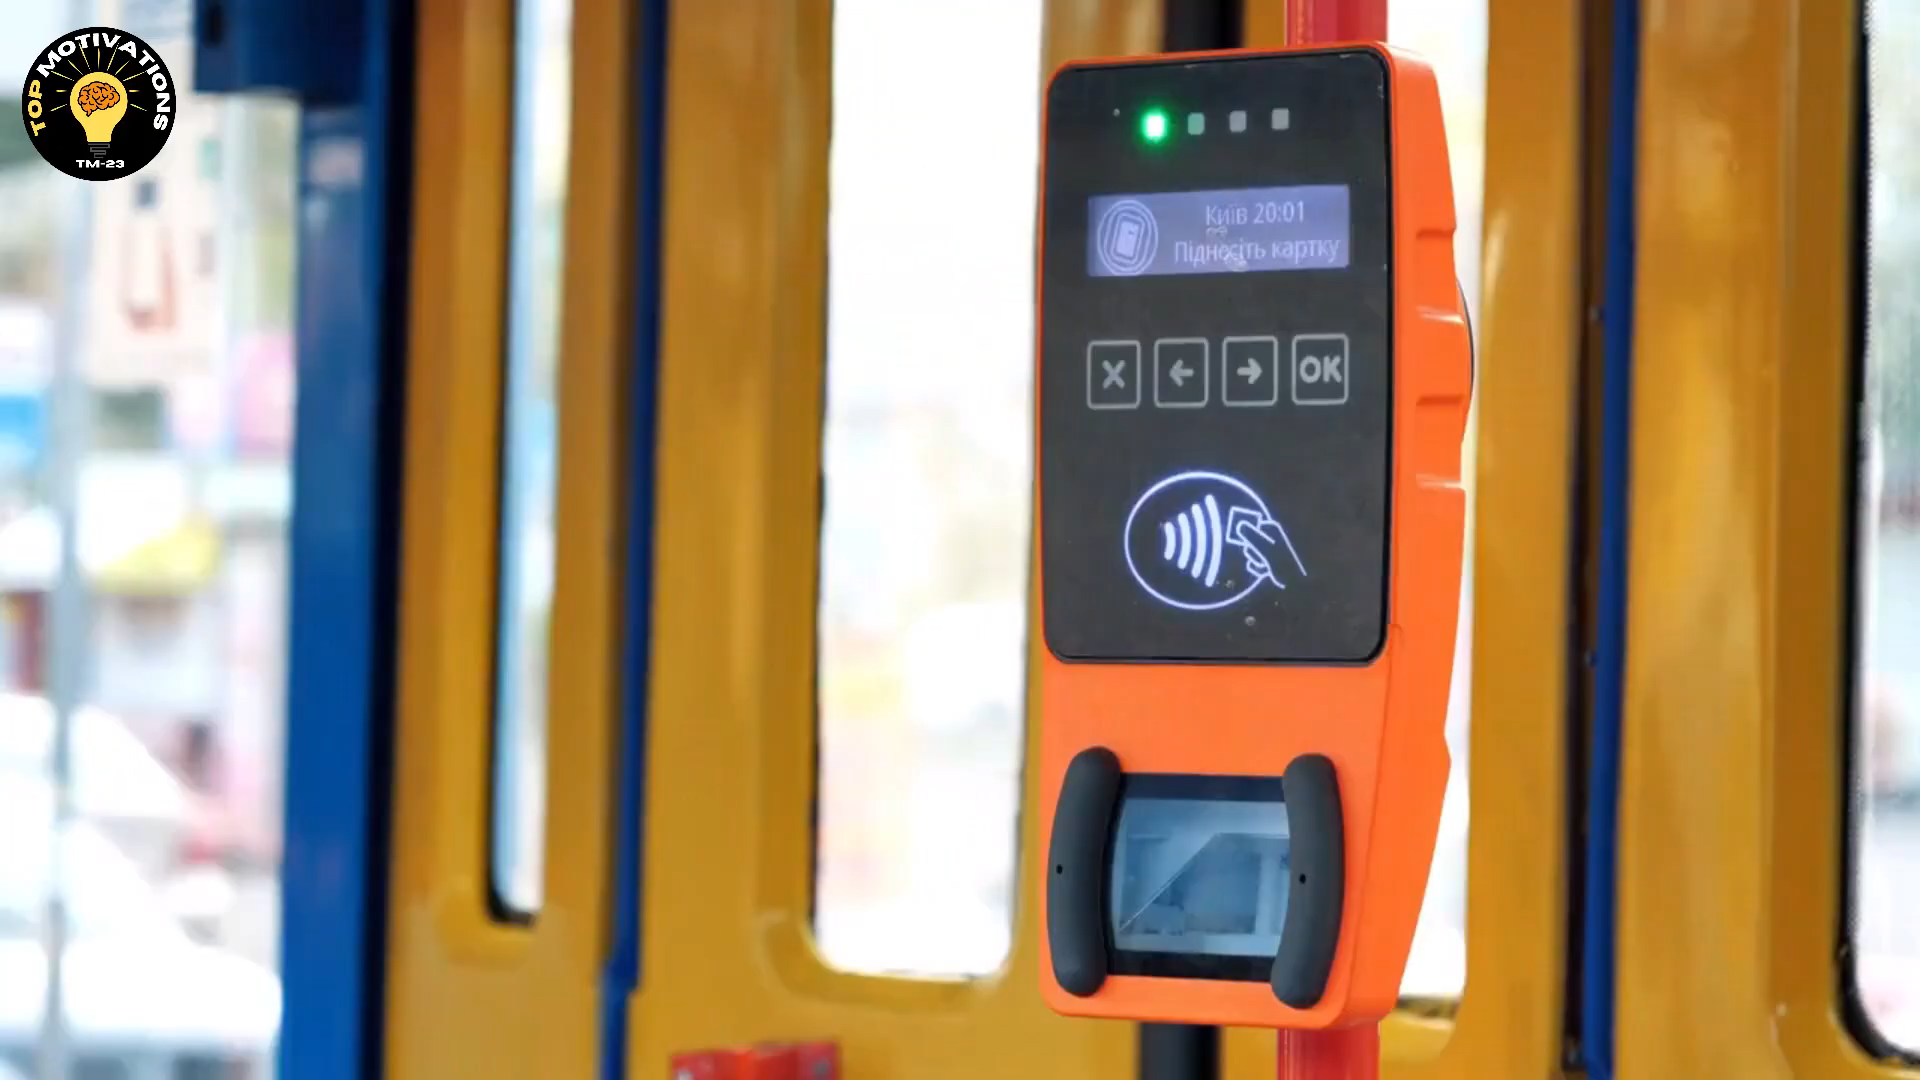 TOP MOTIVATIONS
TM-23
Київ 20:01
Піднесіть картку
X ← → OK